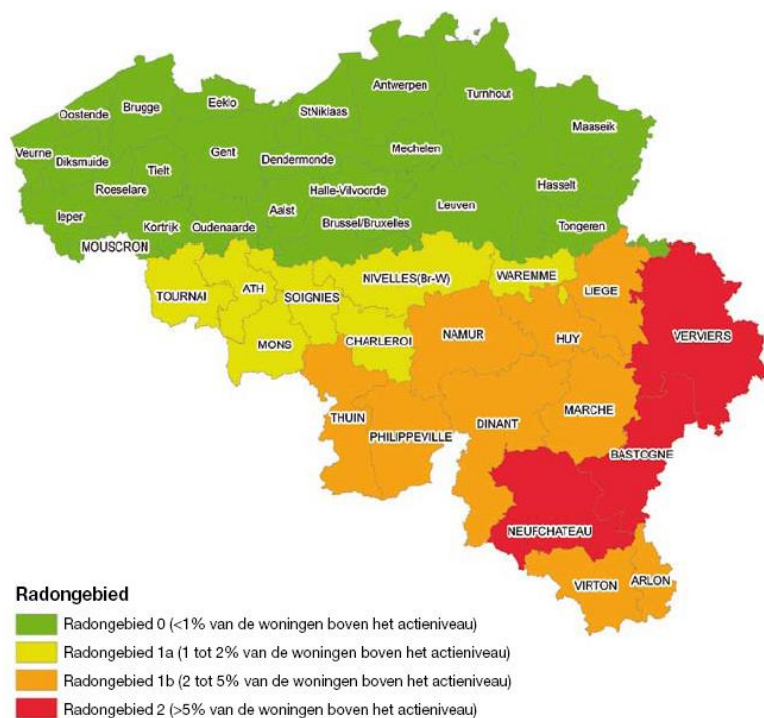 Antwerpen
Turnhout
Eeklo
Brugge
StNiklaas
Oostende
Maaseik
Veurne
Diksmuide
Gent
Mechelen
Dendermonde
Tielt
Roeselare
Halle-Vilvoorde
Hasselt
Ieper
Aalst
Leuven
Kortrijk
Oudenaarde
Brussel/Bruxelles
Tongeren
MOUSCRON
TOURNAI
ATH
SOIGNIES
NIVELLES(Br-W)
WAREMME
LIEGE
MONS
CHARLEROI
NAMUR
HUY
VERVIERS
THUIN
PHILIPPEVILLE
DINANT
MARCHE
BASTOGNE
NEUFCHATEAU
VIRTON
ARLON
Radongebied
Radongebied 0 (<1% van de woningen boven het actieniveau)
Radongebied 1a (1 tot 2% van de woningen boven het actieniveau)
Radongebied 1b (2 tot 5% van de woningen boven het actieniveau)
Radongebied 2 (>5% van de woningen boven het actieniveau)